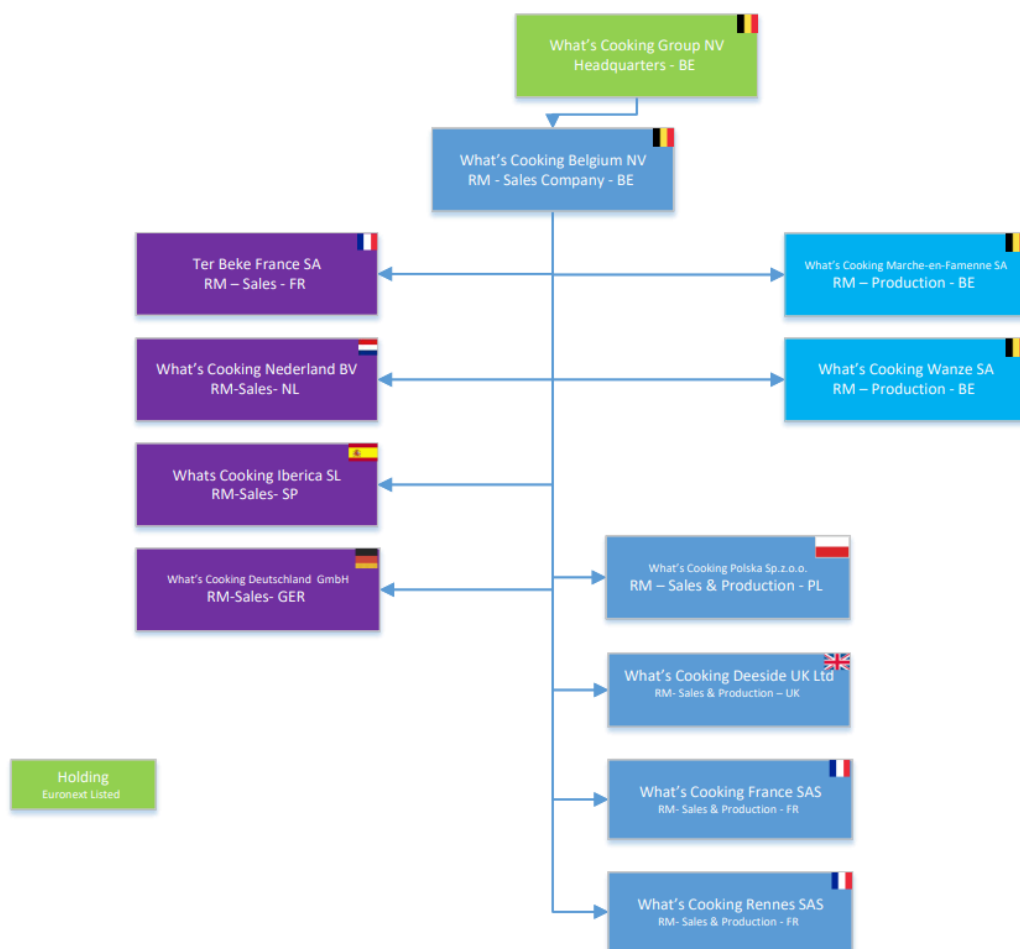 What's Cooking Group NV
Headquarters - BE
What's Cooking Belgium NV
RM - Sales Company - BE
Ter Beke France SA
RM – Sales - FR
What's Cooking Marche-en-Famenne SA
RM – Production - BE
What's Cooking Nederland BV
RM-Sales- NL
What's Cooking Wanze SA
RM – Production - BE
Whats Cooking Iberica SL
RM-Sales- SP
What's Cooking Deutschland GmbH
RM-Sales- GER
What's Cooking Polska Sp.z.o.o.
RM – Sales & Production - PL
What's Cooking Deeside UK Ltd
RM- Sales & Production – UK
Holding
Euronext Listed
What's Cooking France SAS
RM- Sales & Production - FR
What's Cooking Rennes SAS
RM- Sales & Production - FR